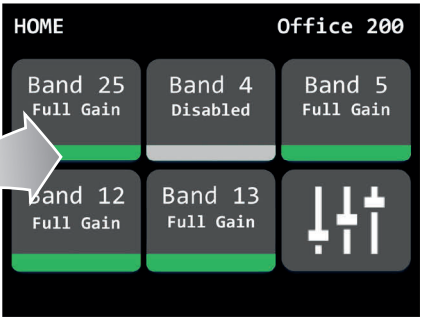 HOME Office 200
Band 25 Band 4 Band 5
Full Gain Disabled Full Gain
Band 12 Band 13
Full Gain Full Gain